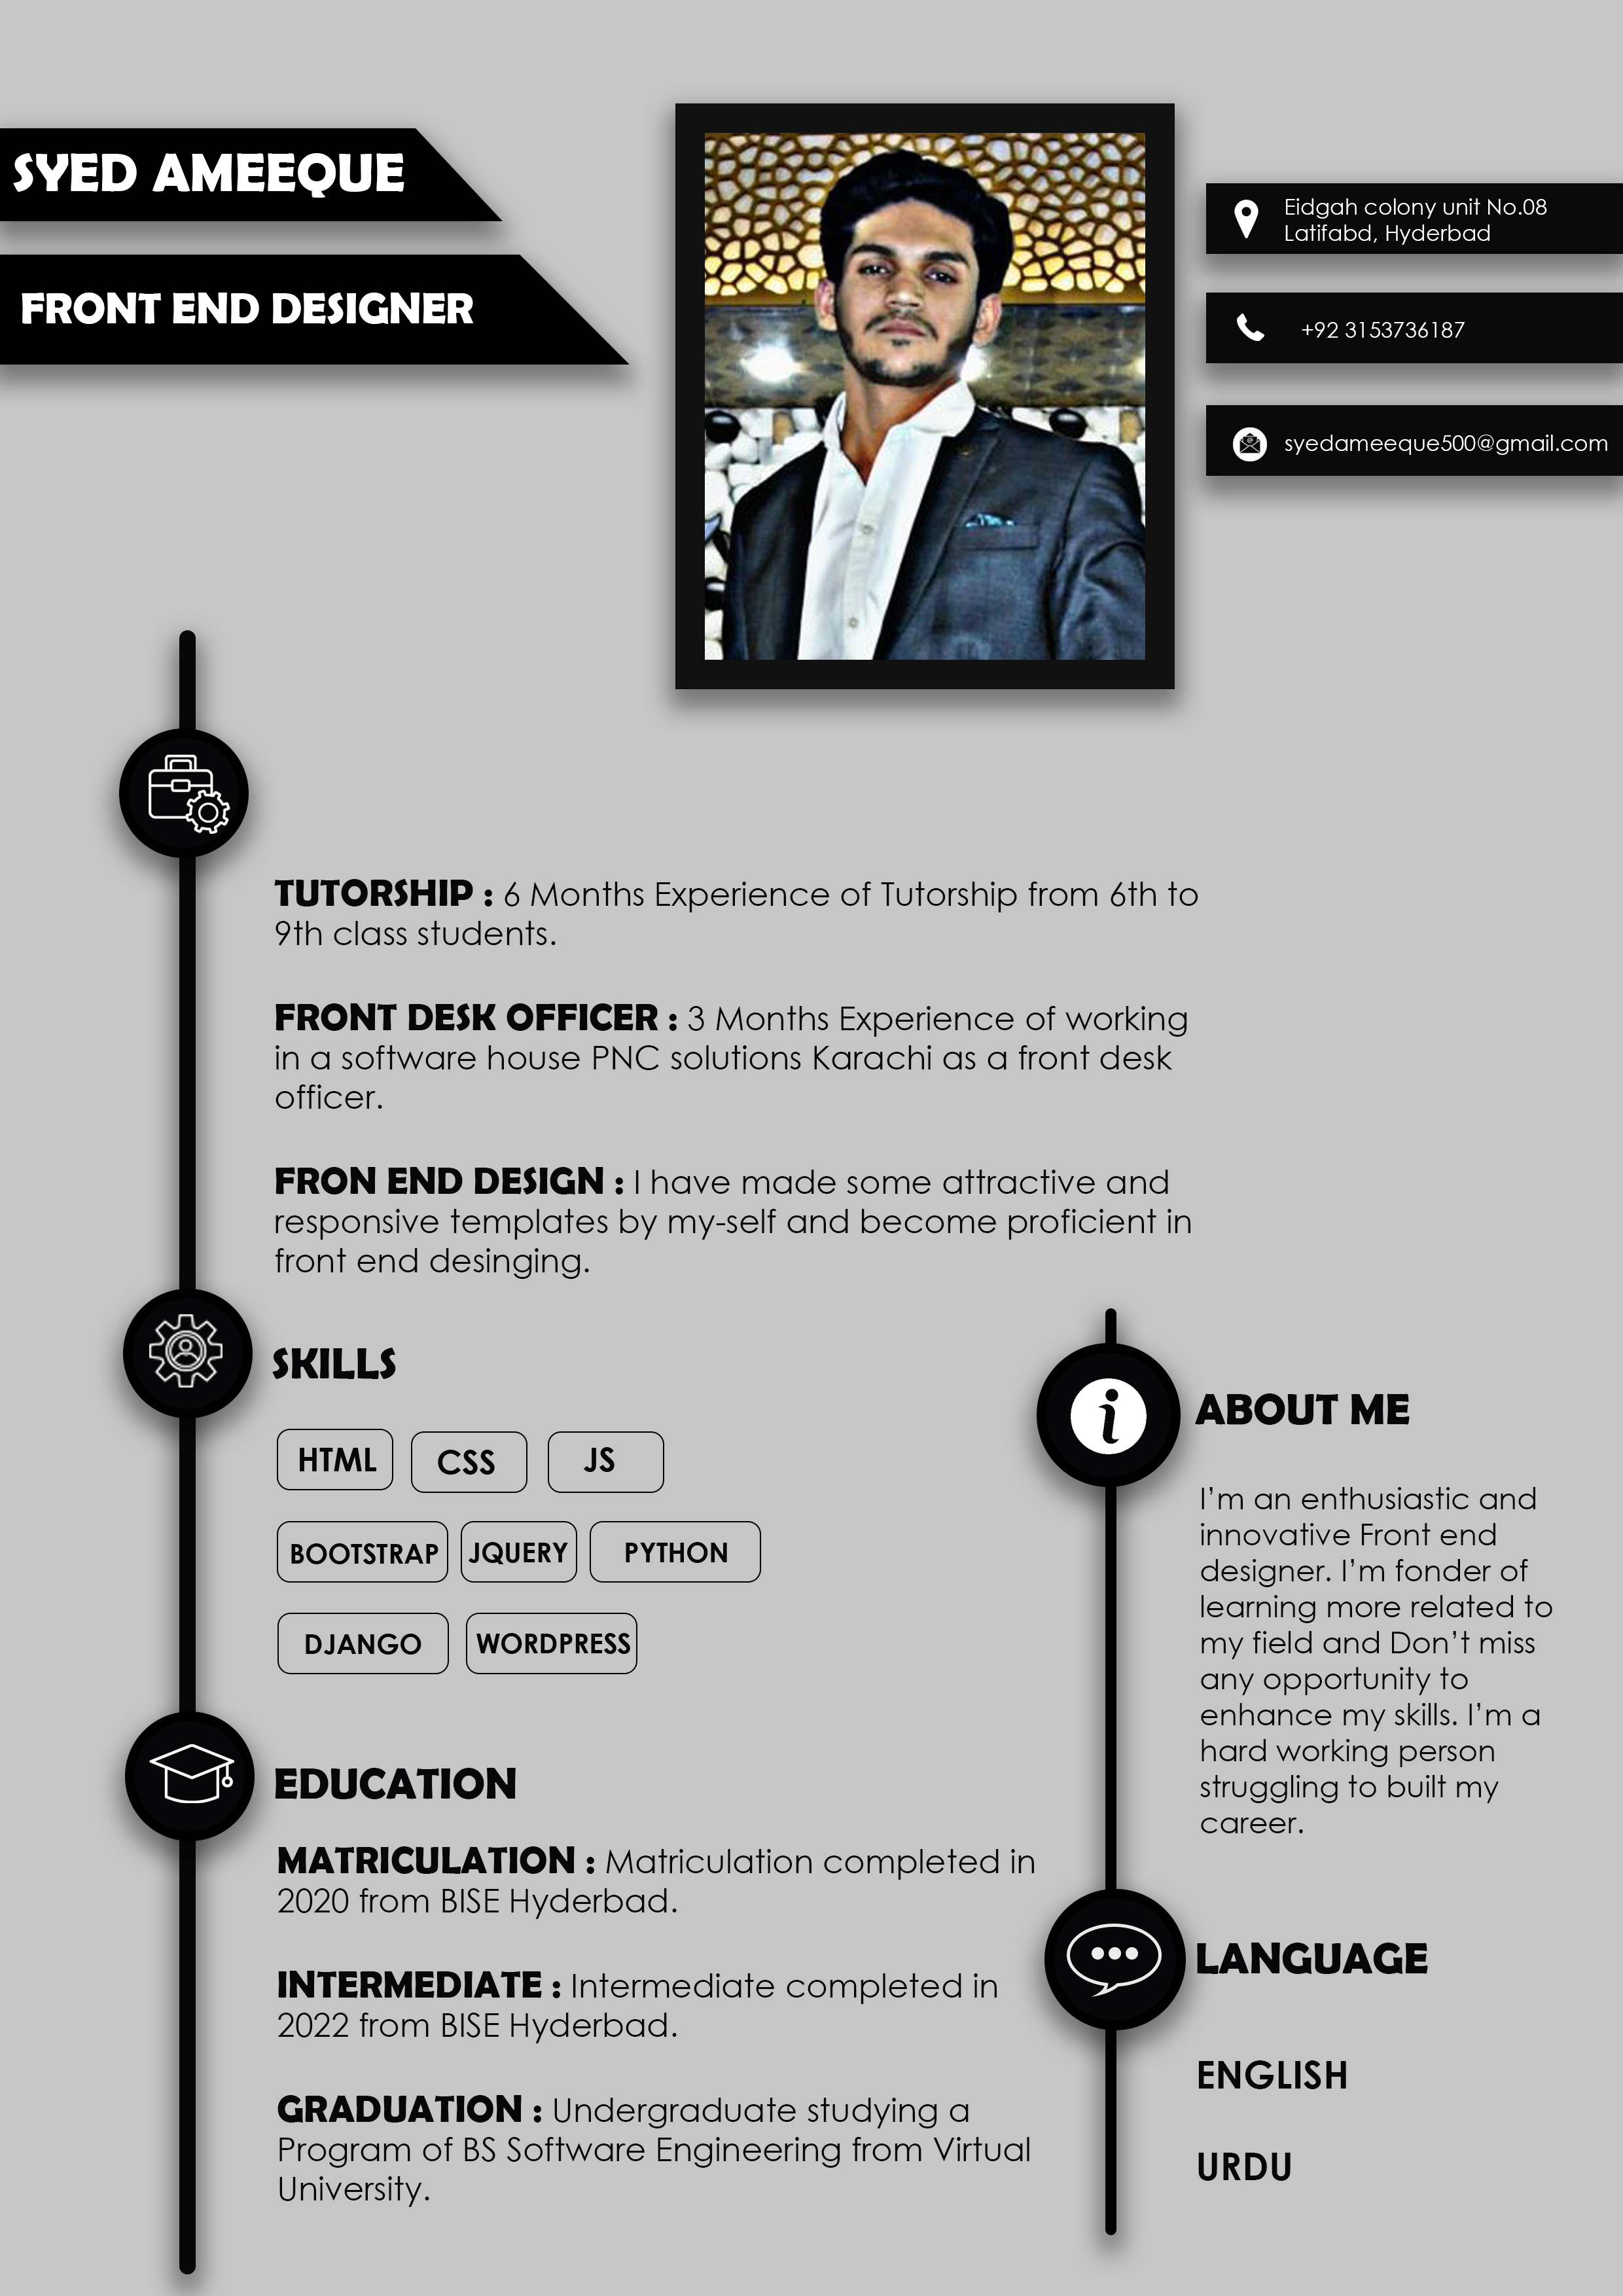 SYED AMEEQUE
FRONT END DESIGNER
Eidgah colony unit No.08
Latifabd, Hyderbad
+92 3153736187
syedameeque500@gmail.com
TUTORSHIP : 6 Months Experience of Tutorship from 6th to
9th class students.
FRONT DESK OFFICER : 3 Months Experience of working
in a software house PNC solutions Karachi as a front desk
officer.
FRON END DESIGN : I have made some attractive and
responsive templates by my-self and become proficient in
front end desinging.
SKILLS
HTML CSS JS
BOOTSTRAP JQUERY PYTHON
DJANGO WORDPRESS
EDUCATION
MATRICULATION : Matriculation completed in
2020 from BISE Hyderbad.
INTERMEDIATE : Intermediate completed in
2022 from BISE Hyderbad.
GRADUATION : Undergraduate studying a
Program of BS Software Engineering from Virtual
University.
ABOUT ME
I'm an enthusiastic and
innovative Front end
designer. I'm fonder of
learning more related to
my field and Don't miss
any opportunity to
enhance my skills. I'm a
hard working person
struggling to built my
career.
LANGUAGE
ENGLISH
URDU